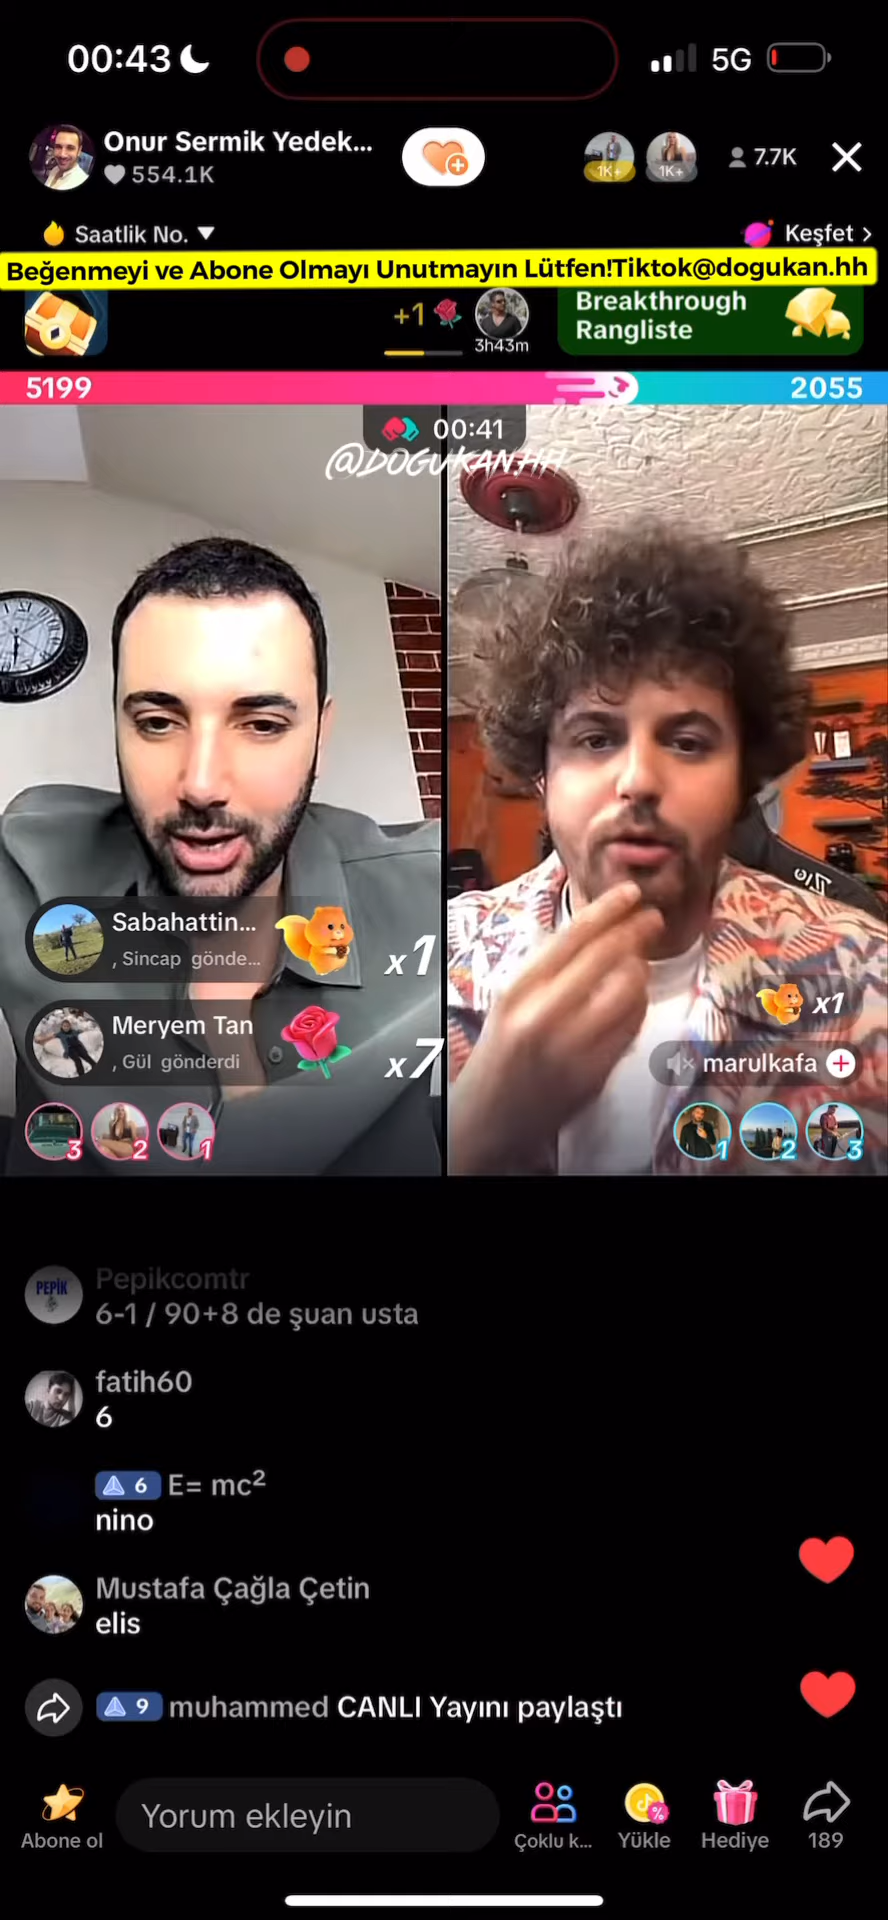 00:43
5G
Onur Sermik Yedek...
554.1K
1K+
1K+
7.7K
Saatlik No.
Keşfet >
Beğenmeyi ve Abone Olmayı Unutmayın Lütfen!Tiktok@dogukan.hh
+1
3h43m
Breakthrough
Rangliste
5199
2055
00:41
@DOGUKAN.HH
Sabahattin...
, Sincap gönde...
x1
Meryem Tan
, Gül gönderdi
x7
x1
marulkafa
3
2
1
1
2
3
PEPİK
Pepikcomtr
6-1 / 90+8 de şuan usta
fatih60
6
6 E= mc²
nino
Mustafa Çağla Çetin
elis
9 muhammed CANLI Yayını paylaştı
Abone ol
Yorum ekleyin
Çoklu k...
Yükle
Hediye
189